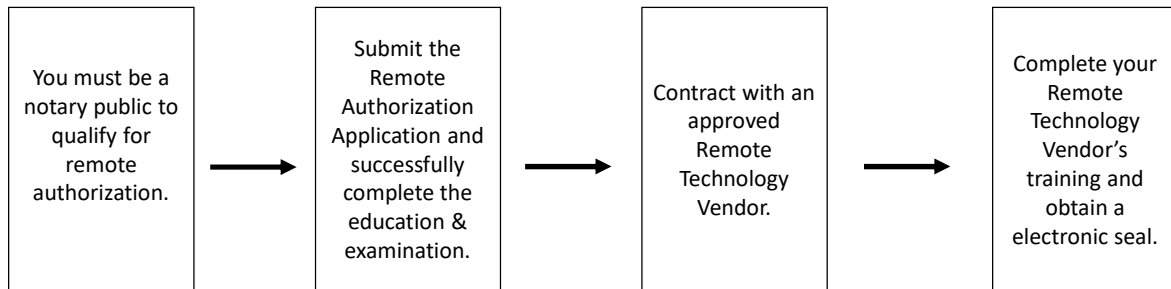 You must be a
notary public to
qualify for
remote
authorization.
Submit the
Remote
Authorization
Application and
successfully
complete the
education &
examination.
Contract with an
approved
Remote
Technology
Vendor.
Complete your
Remote
Technology
Vendor’s
training and
obtain a
electronic seal.